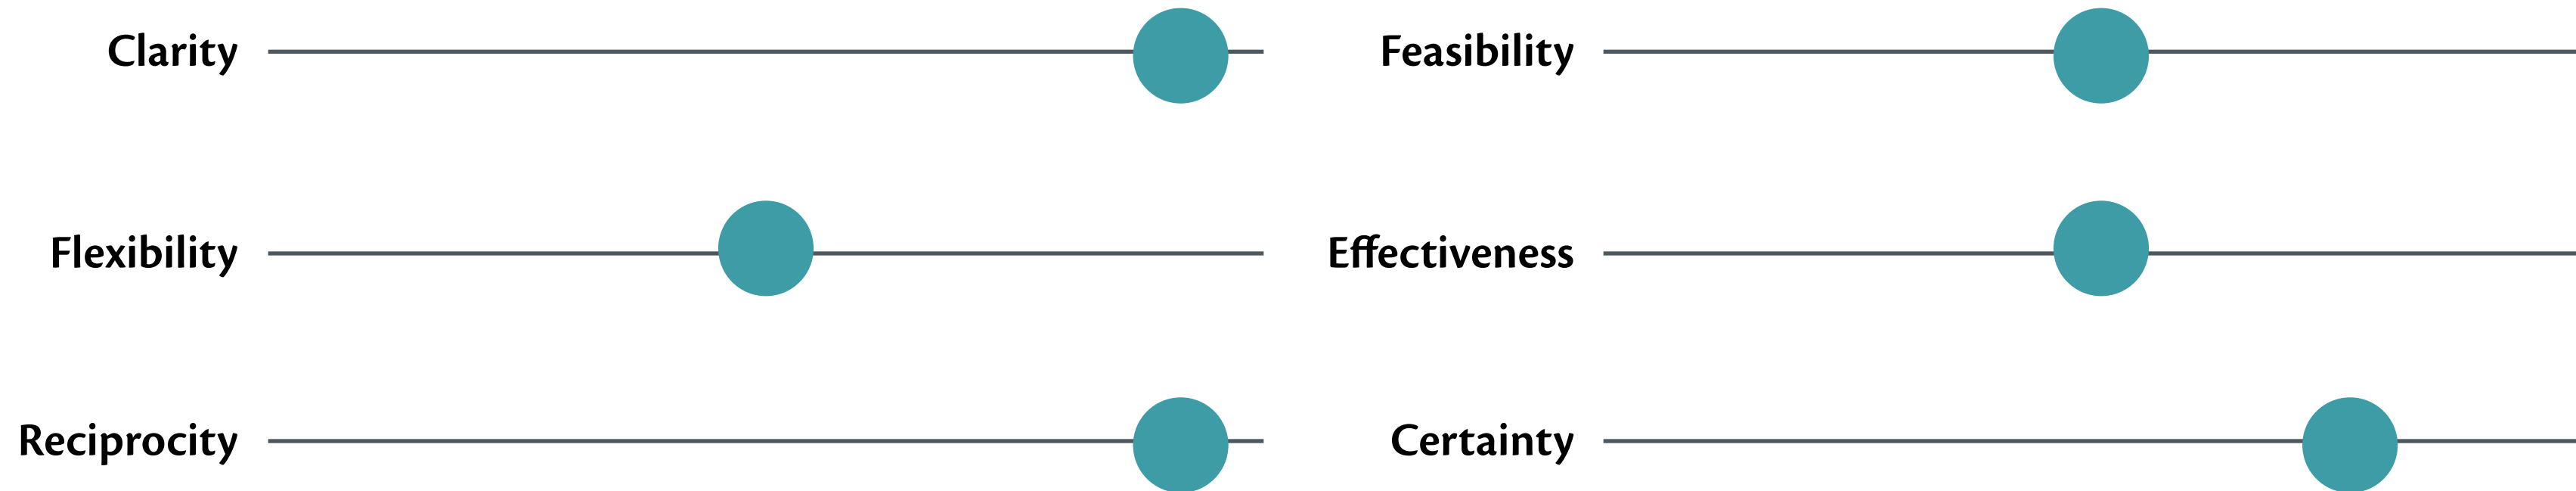 Clarity
Feasibility
Flexibility
Effectiveness
Reciprocity
Certainty